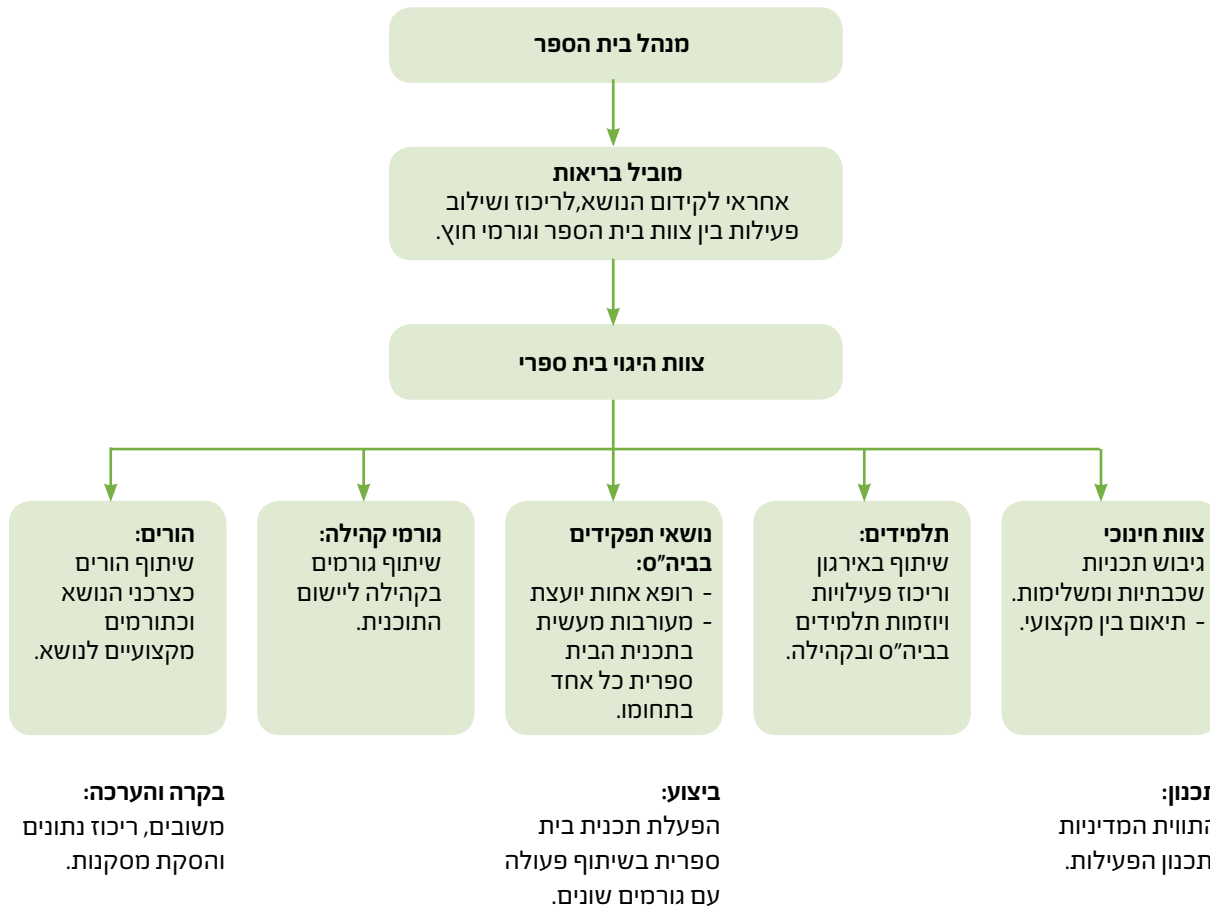 מנהל בית הספר
מוביל בריאות
אחראי לקידום הנושא,לריכוז ושילוב
פעילות בין צוות בית הספר וגורמי חוץ.
צוות היגוי בית ספרי
צוות חינוכי
גיבוש תכניות
שכבתיות ומשלימות.
- תיאום בין מקצועי.
תלמידים:
שיתוף באירגון
וריכוז פעילויות
ויוזמות תלמידים
בביה"ס ובקהילה.
נושאי תפקידים
בביה"ס:
- רופא אחות יועצת
- מעורבות מעשית
בתכנית הבית
ספרית כל אחד
בתחומו.
גורמי קהילה:
שיתוף גורמים
בקהילה ליישום
התוכנית.
הורים:
שיתוף הורים
כצרכני הנושא
וכתורמים
מקצועיים לנושא.
תכנון:
התווית המדיניות
תכנון הפעילות.
ביצוע:
הפעלת תכנית בית
ספרית בשיתוף פעולה
עם גורמים שונים.
בקרה והערכה:
משובים, ריכוז נתונים
והסקת מסקנות.